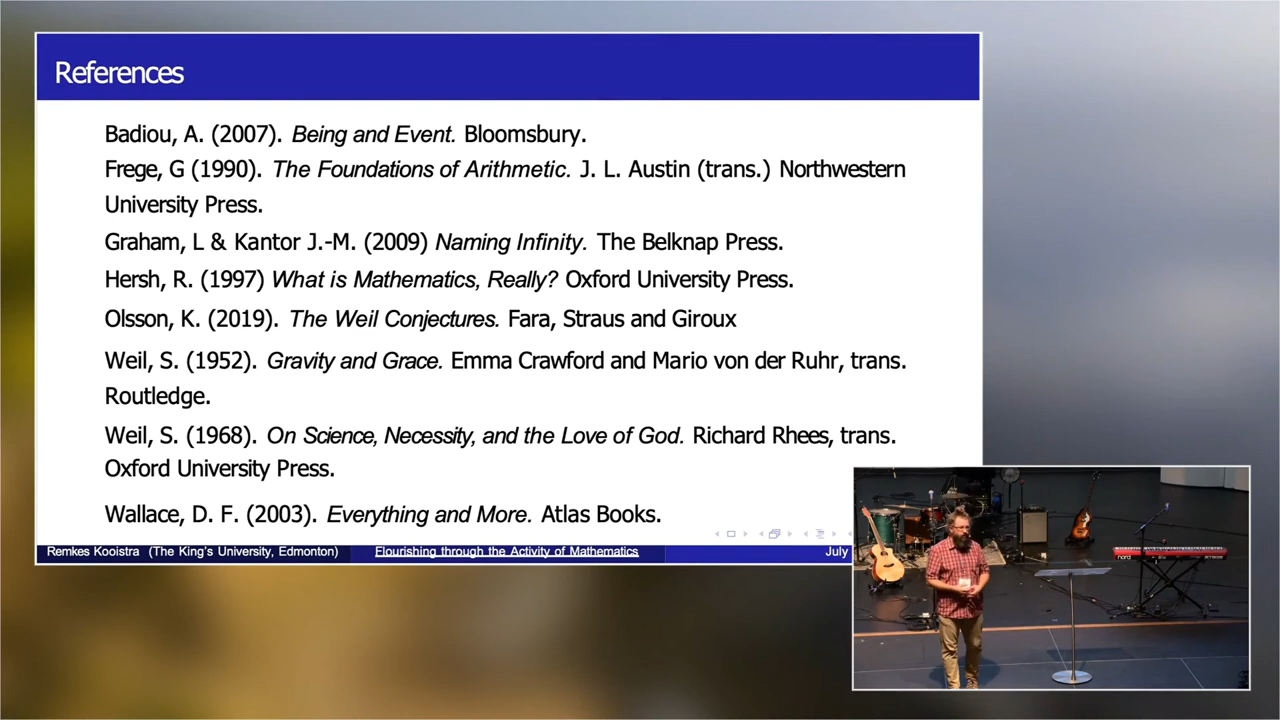 References
Badiou, A. (2007). Being and Event. Bloomsbury.
Frege, G (1990). The Foundations of Arithmetic. J. L. Austin (trans.) Northwestern
University Press.
Graham, L & Kantor J.-M. (2009) Naming Infinity. The Belknap Press.
Hersh, R. (1997) What is Mathematics, Really? Oxford University Press.
Olsson, K. (2019). The Weil Conjectures. Fara, Straus and Giroux
Weil, S. (1952). Gravity and Grace. Emma Crawford and Mario von der Ruhr, trans.
Routledge.
Weil, S. (1968). On Science, Necessity, and the Love of God. Richard Rhees, trans.
Oxford University Press.
Wallace, D. F. (2003). Everything and More. Atlas Books.
Remkes Kooistra (The King's University, Edmonton) Flourishing through the Activity of Mathematics July
nord